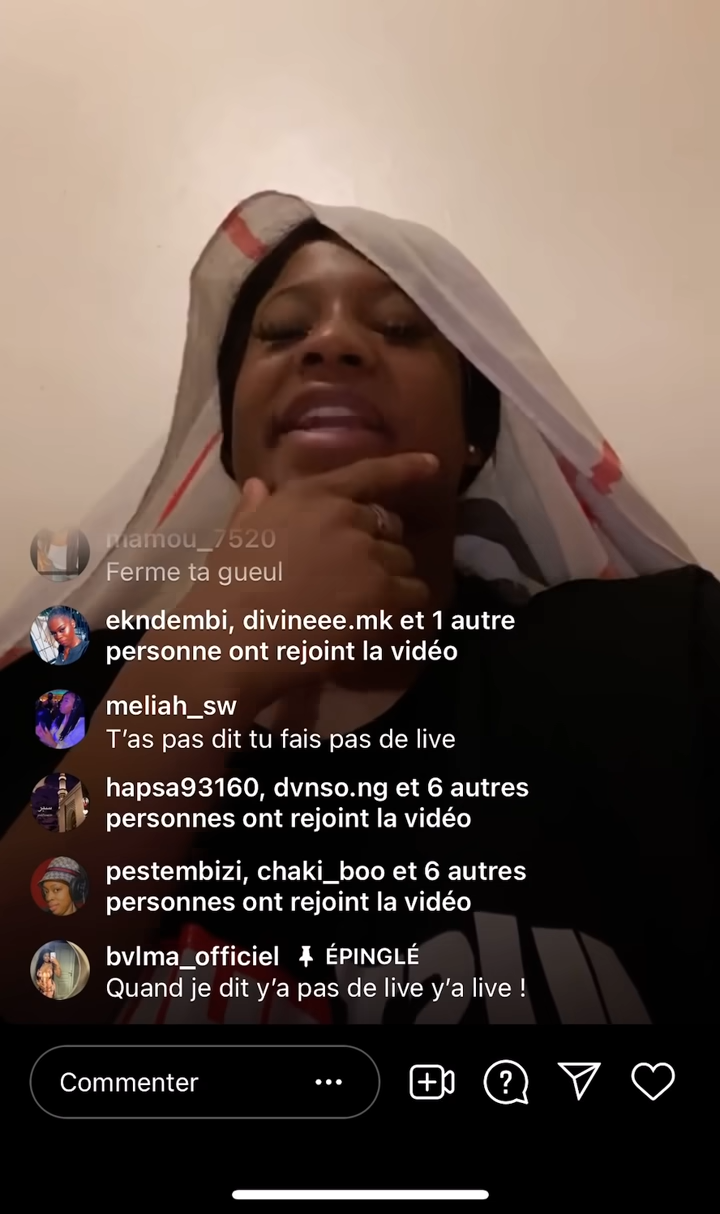 mamou_7520
Ferme ta gueul
ekndembi, divineee.mk et 1 autre
personne ont rejoint la vidéo
meliah_sw
T’as pas dit tu fais pas de live
hapsa93160, dvnso.ng et 6 autres
personnes ont rejoint la vidéo
pestembizi, chaki_boo et 6 autres
personnes ont rejoint la vidéo
bvlma_officiel ÉPINGLÉ
Quand je dit y’a pas de live y’a live !
Commenter